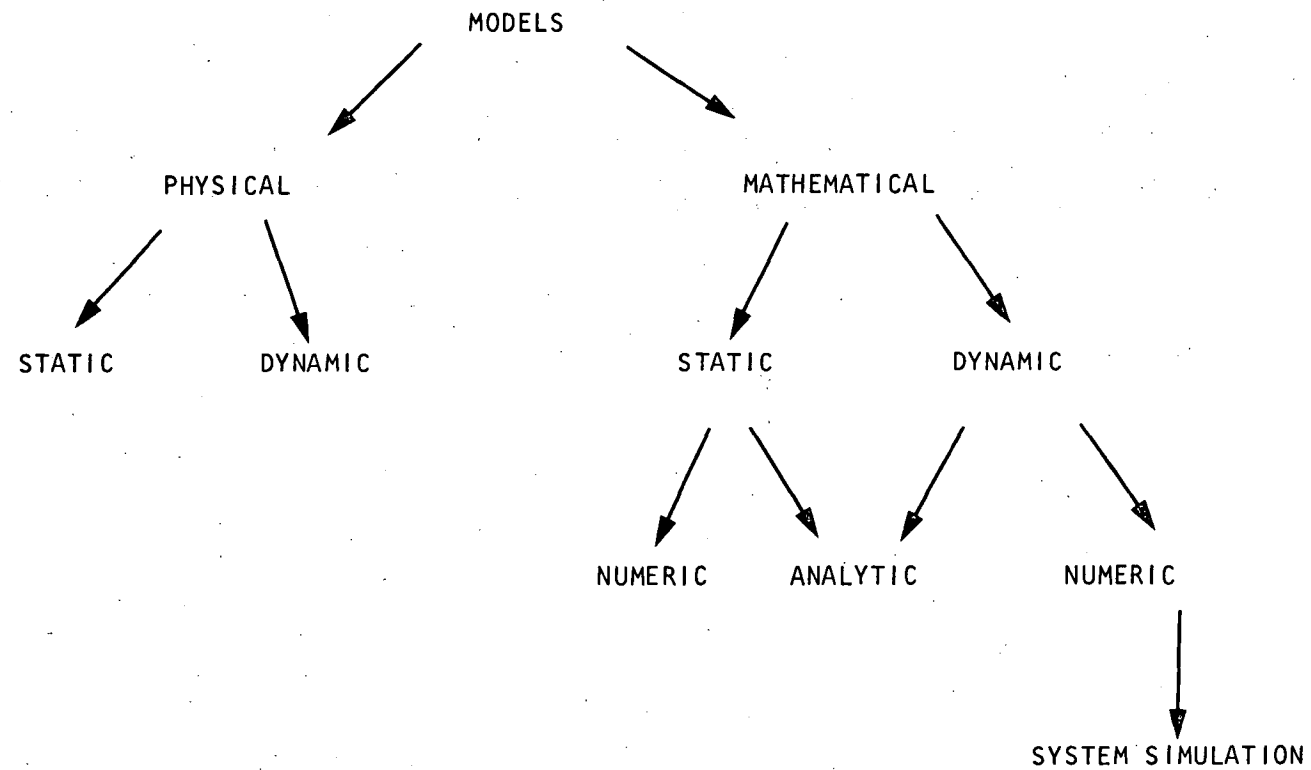 MODELS
PHYSICAL
MATHEMATICAL
STATIC
DYNAMIC
STATIC
DYNAMIC
NUMERIC
ANALYTIC
NUMERIC
SYSTEM SIMULATION